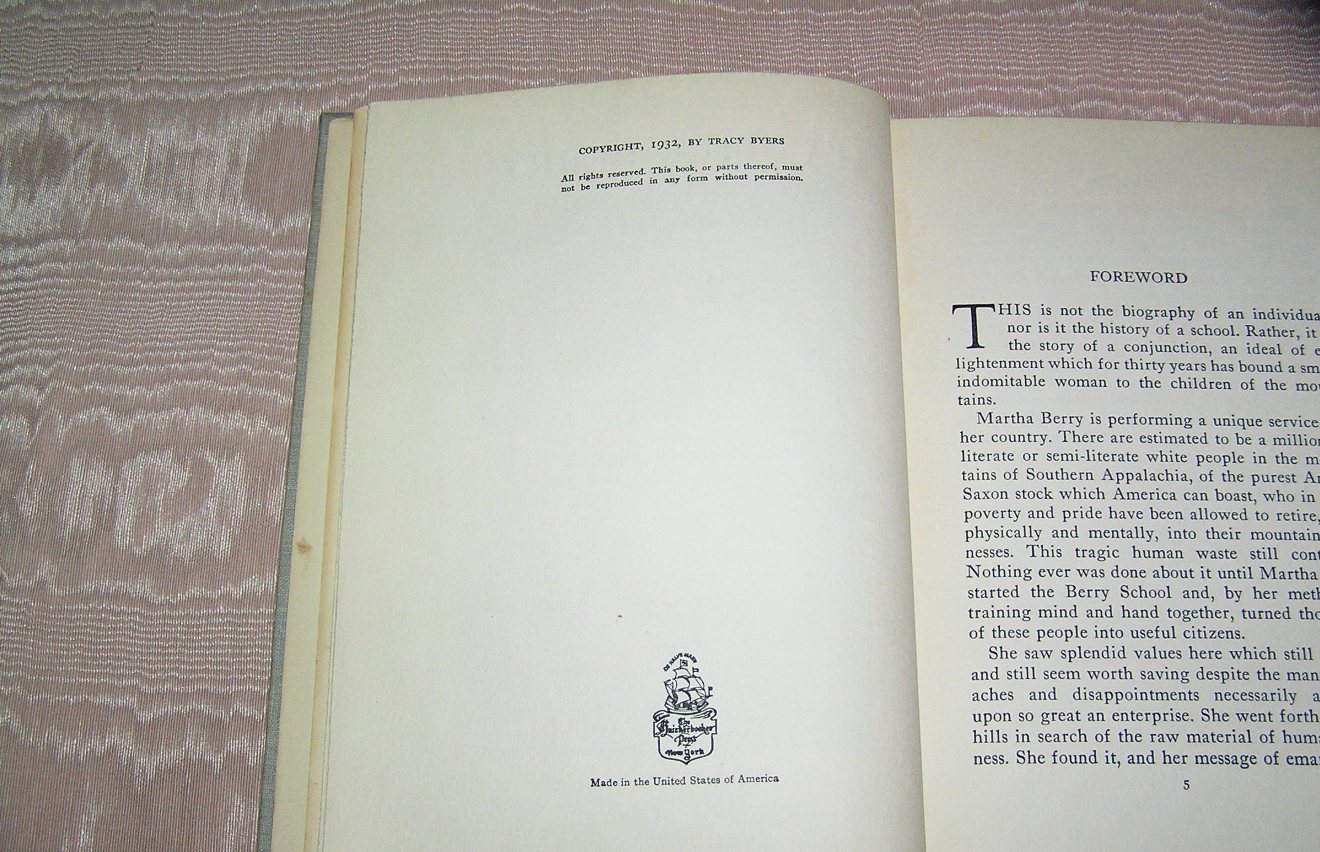 COPYRIGHT, 1932, BY TRACY BYERS
All rights reserved. This book, or parts thereof, must
not be reproduced in any form without permission.
The
Knickerbocker
Press
New York
Made in the United States of America
FOREWORD
THIS is not the biography of an individua
nor is it the history of a school. Rather, it
the story of a conjunction, an ideal of e
lightenment which for thirty years has bound a sm
indomitable woman to the children of the mou
tains.
Martha Berry is performing a unique service
her country. There are estimated to be a million
literate or semi-literate white people in the m
tains of Southern Appalachia, of the purest An
Saxon stock which America can boast, who in
poverty and pride have been allowed to retire,
physically and mentally, into their mountain
nesses. This tragic human waste still cont
Nothing ever was done about it until Martha
started the Berry School and, by her meth
training mind and hand together, turned tho
of these people into useful citizens.
She saw splendid values here which still
and still seem worth saving despite the man
aches and disappointments necessarily a
upon so great an enterprise. She went forth
hills in search of the raw material of huma
ness. She found it, and her message of ema
5